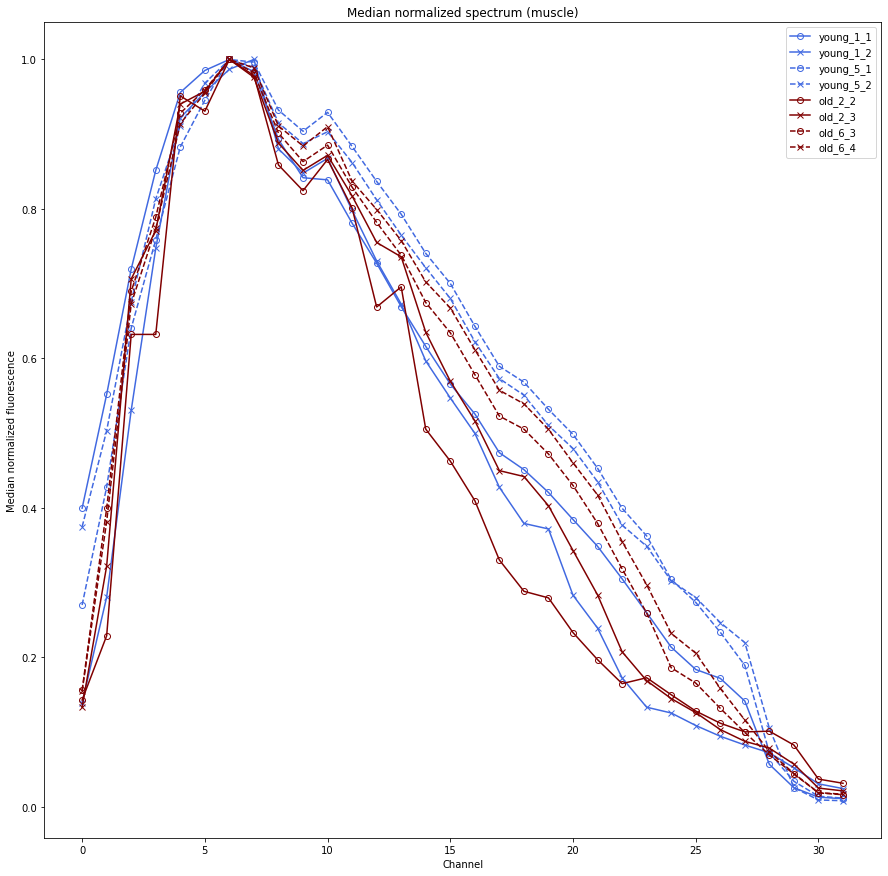 Median normalized spectrum (muscle)
young_1_1
young_1_2
young_5_1
young_5_2
old_2_2
old_2_3
old_6_3
old_6_4
Median normalized fluorescence
1.0
0.8
0.6
0.4
0.2
0.0
0 5 10 15 20 25 30
Channel